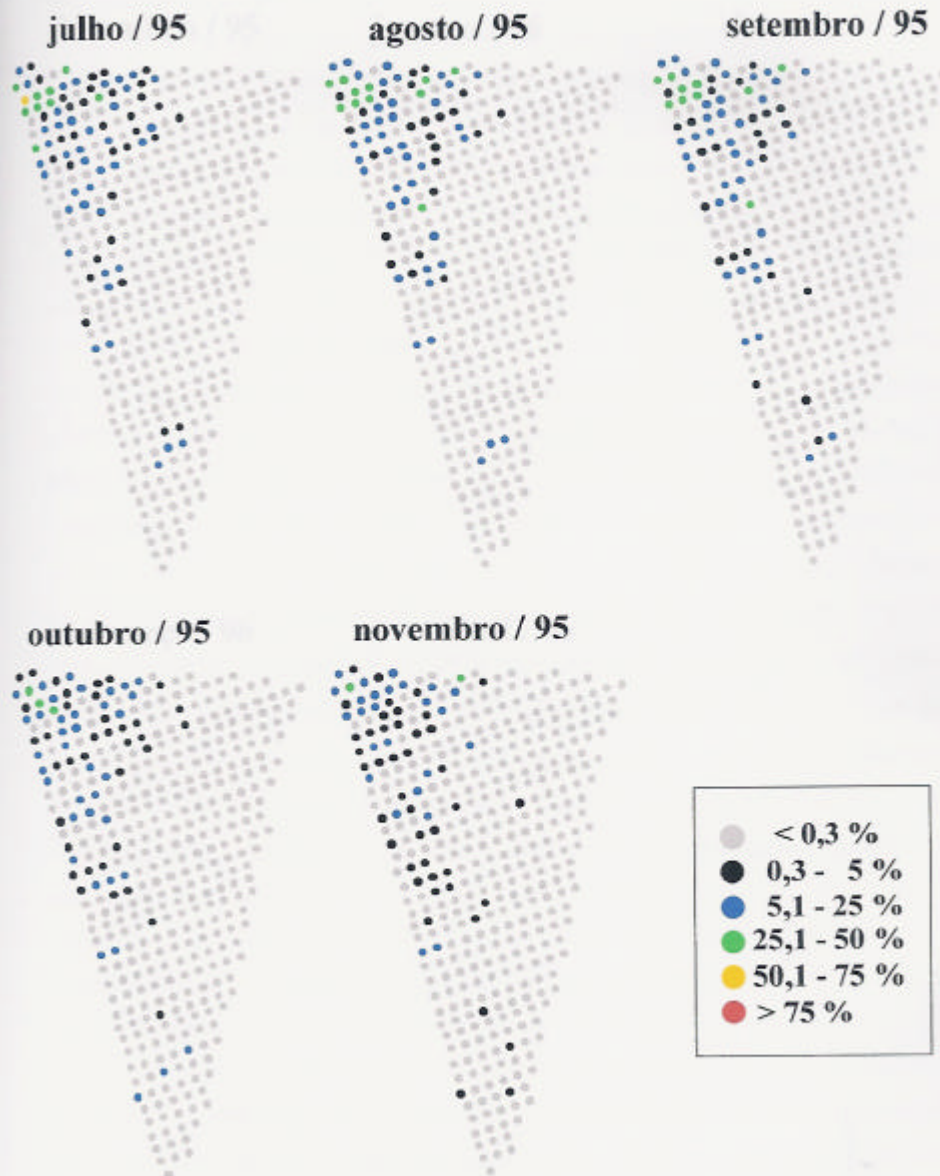 julho / 95
agosto / 95
setembro / 95
outubro / 95
novembro / 95
< 0,3 %
0,3 - 5 %
5,1 - 25 %
25,1 - 50 %
50,1 - 75 %
> 75 %